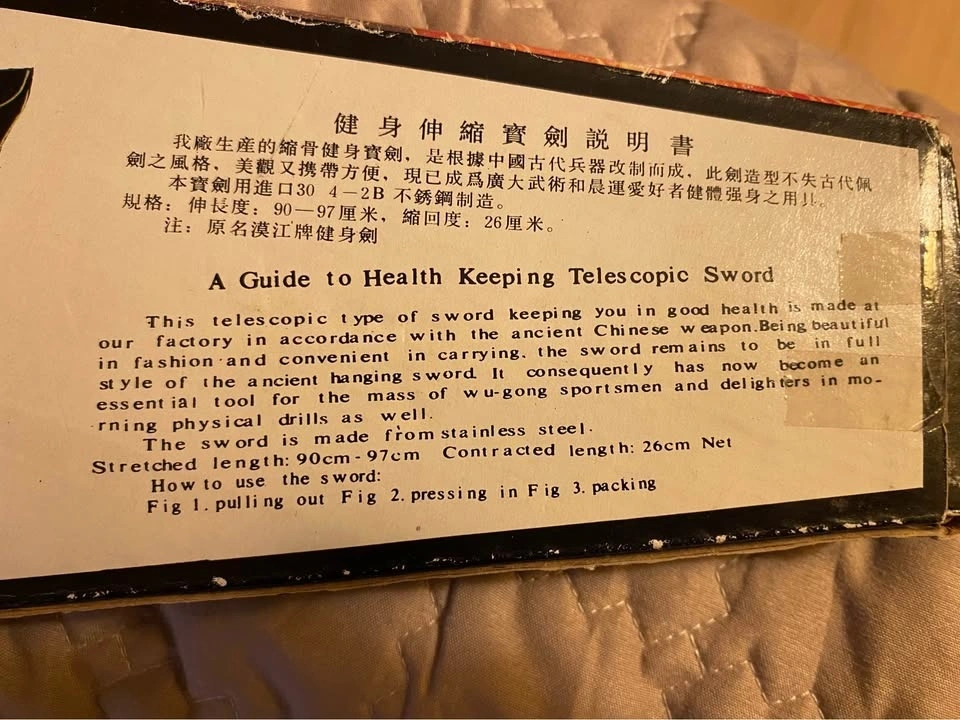 健身伸縮寶劍説明書
我廠生産的縮骨健身寶劍，是根據中國古代兵器改制而成，此劍造型不失古代佩
劍之風格，美觀又携帶方便，現已成爲廣大武術和晨運愛好者健體强身之用具。
本寶劍用進口30 4－2B 不銹鋼制造。
規格：伸長度：90—97厘米，縮回度：26厘米。
注：原名漠江牌健身劍
A Guide to Health Keeping Telescopic Sword
This telescopic type of sword keeping you in good health is made at
our factory in accordance with the ancient Chinese weapon.Being beautiful
in fashion and convenient in carrying. the sword remains to be in full
style of the ancient hanging sword. It consequently has now become an
essential tool for the mass of wu-gong sportsmen and delighters in mo-
rning physical drills as well.
The sword is made from stainless steel.
Stretched length: 90cm-97cm Contracted length: 26cm Net
How to use the sword:
Fig 1. pulling out Fig 2. pressing in Fig 3. packing